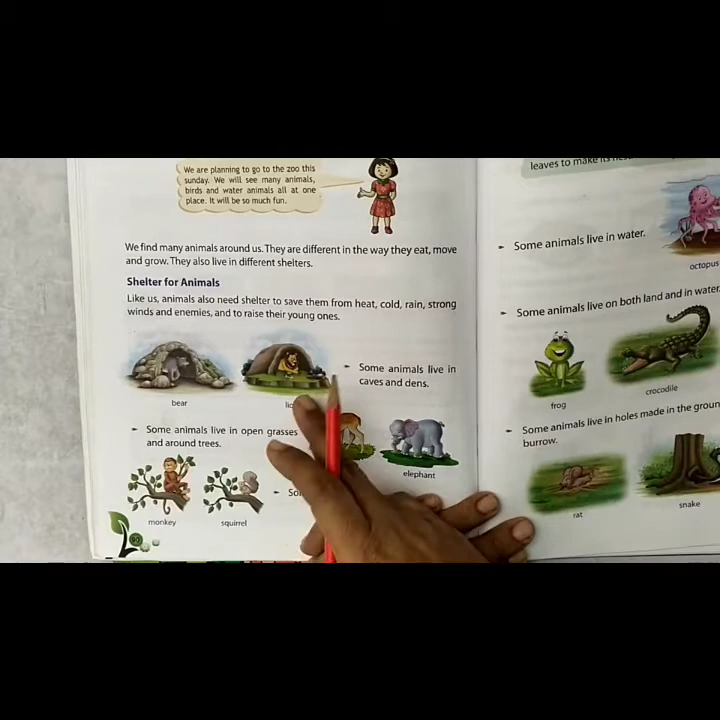 We are planning to go to the zoo this
sunday. We will see many animals,
birds and water animals all at one
place. It will be so much fun.
We find many animals around us. They are different in the way they eat, move
and grow. They also live in different shelters.
Shelter for Animals
Like us, animals also need shelter to save them from heat, cold, rain, strong
winds and enemies, and to raise their young ones.
Some animals live in
caves and dens.
bear
Some animals live in open grasses
and around trees.
elephant
monkey
squirrel
90
leaves to make its
Some animals live in water.
octopus
Some animals live on both land and in water.
frog
crocodile
Some animals live in holes made in the
burrow.
rat
snake